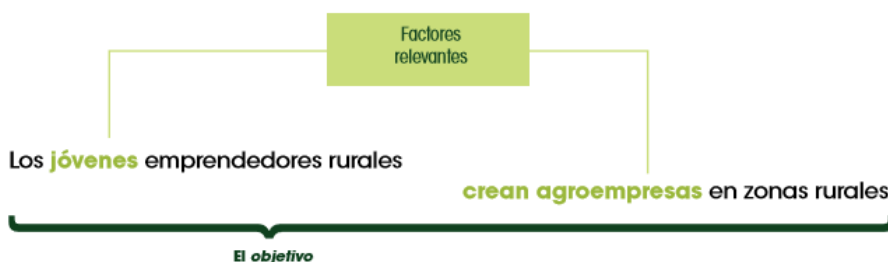 Factores
relevantes
Los jóvenes emprendedores rurales
crean agroempresas en zonas rurales
El objetivo